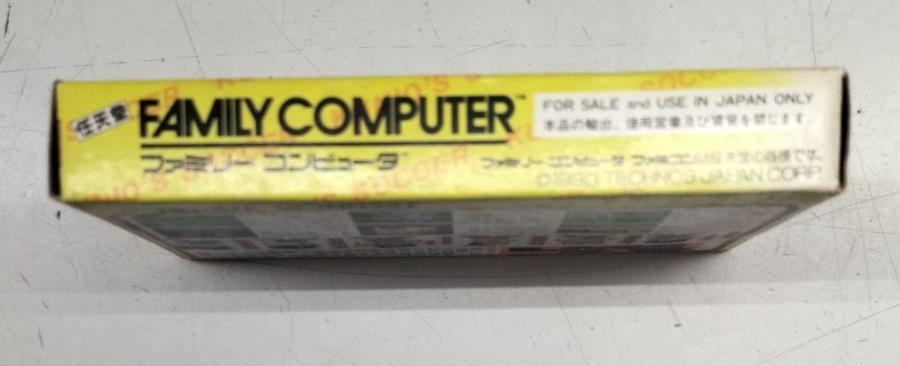 任天堂
FAMILY COMPUTER™
ファミリー コンピュータ™
FOR SALE and USE IN JAPAN ONLY
本品の輸出、使用営業及び賃貸を禁じます。
ファミリー コンピュータ ファミコンは任天堂の商標です。
©1990 TECHNOS JAPAN CORP.